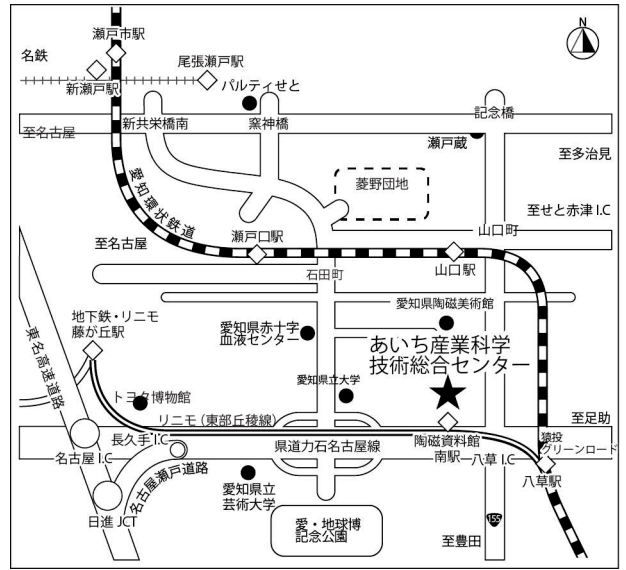 N
瀬戸市駅
名鉄
尾張瀬戸駅
新瀬戸駅
パルティせと
新共栄橋南
窯神橋
記念橋
至名古屋
瀬戸蔵
至多治見
愛知環状鉄道
菱野団地
至せと赤津I.C
山口町
至名古屋
瀬戸口駅
山口駅
石田町
地下鉄・リニモ
藤が丘駅
愛知県陶磁美術館
東名高速道路
愛知県赤十字
血液センター
あいち産業科学
技術総合センター
トヨタ博物館
愛知県立大学
リニモ（東部丘陵線）
至足助
長久手I.C
県道力石名古屋線
陶磁資料館
南駅
猿投
グリーンロード
名古屋I.C
八草I.C
名古屋瀬戸道路
八草駅
愛知県立
芸術大学
日進JCT
愛・地球博
記念公園
155
至豊田